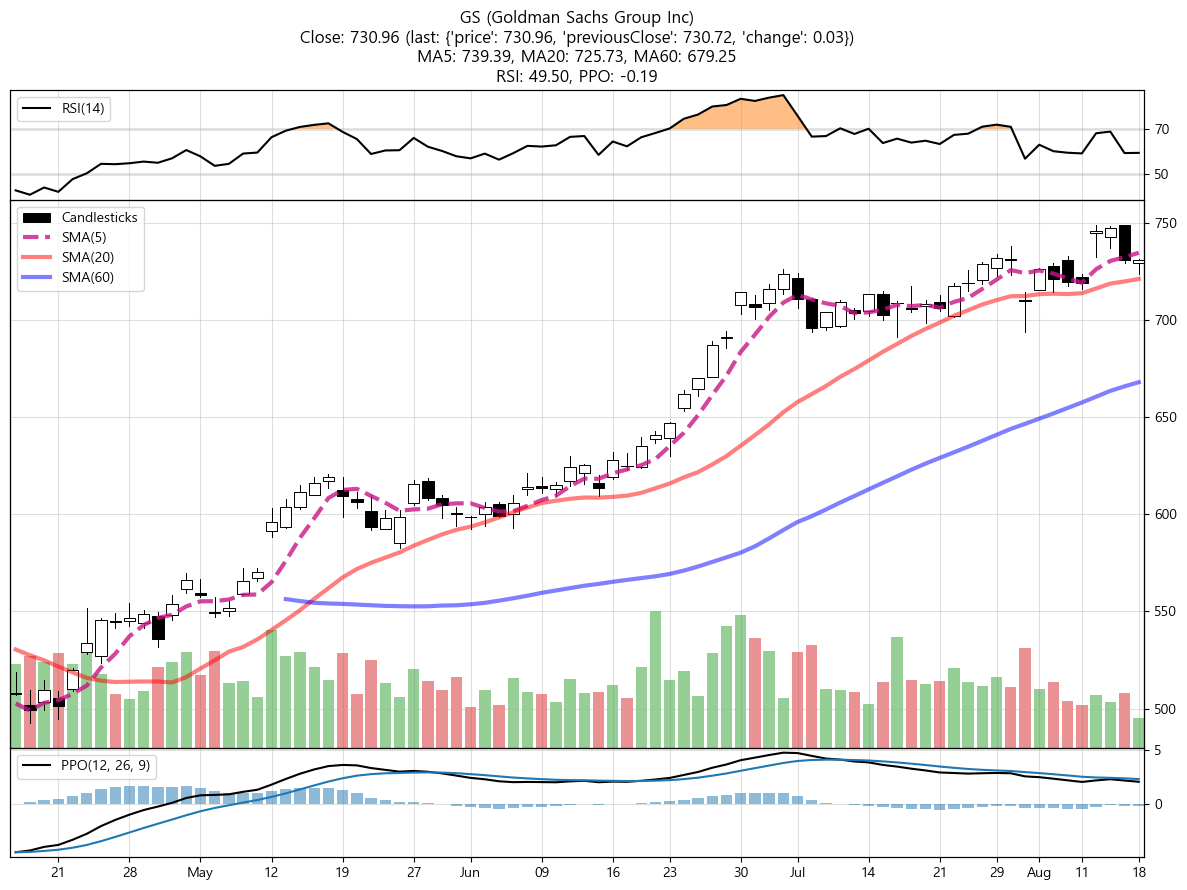 GS (Goldman Sachs Group Inc)
Close: 730.96 (last: {'price': 730.96, 'previousClose': 730.72, 'change': 0.03})
MA5: 739.39, MA20: 725.73, MA60: 679.25
RSI: 49.50, PPO: -0.19
RSI(14)
70
50
Candlesticks
SMA(5)
SMA(20)
SMA(60)
750
700
650
600
550
500
PPO(12, 26, 9)
5
0
21 28 May 12 19 27 Jun 09 16 23 30 Jul 14 21 29 Aug 11 18